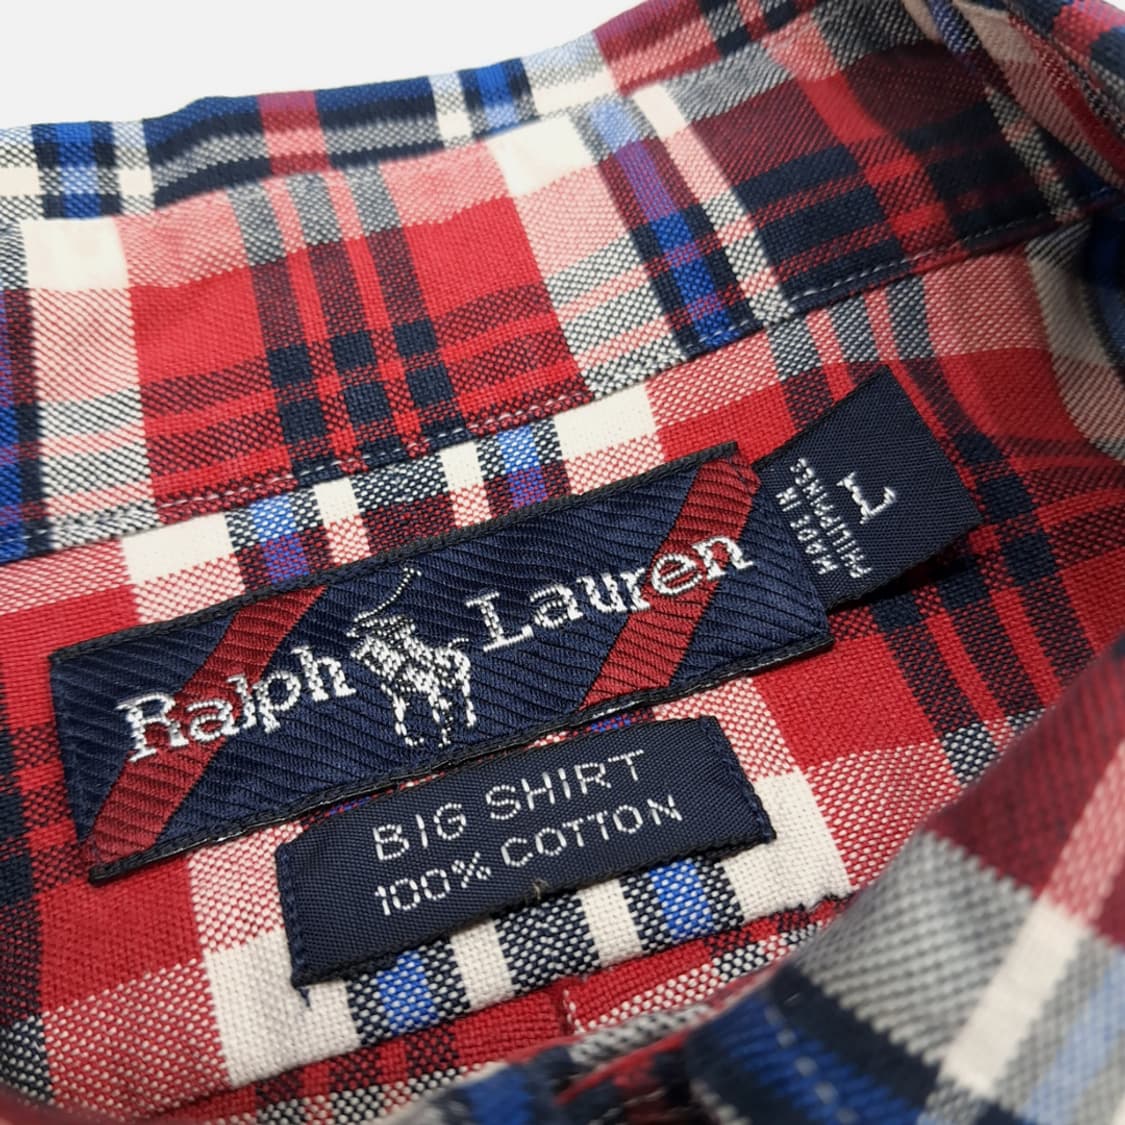 Ralph Lauren
BIG SHIRT
100% COTTON
L
MADE IN
PHILIPPINES